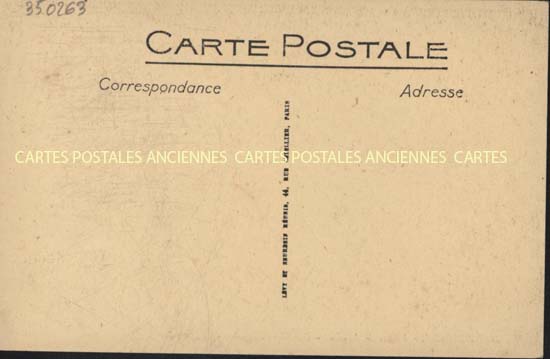 350263
CARTE POSTALE
Correspondance
Adresse
CARTES POSTALES ANCIENNES CARTES POSTALES ANCIENNES CARTES
LÉVY ET NEURDEIN RÉUNIS, 44, RUE LETELLIER, PARIS